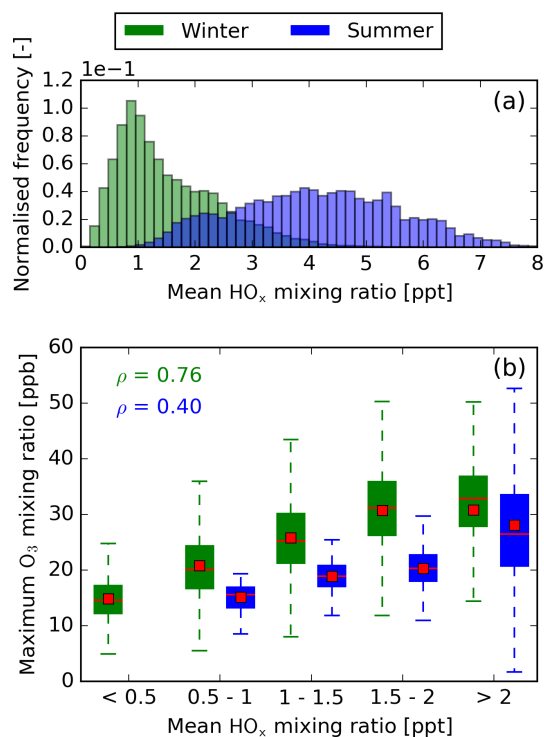 Winter Summer
1e−1
(a)
Normalised frequency [-]
1.2
1.0
0.8
0.6
0.4
0.2
0.0
0 1 2 3 4 5 6 7 8
Mean HOₓ mixing ratio [ppt]
(b)
ρ = 0.76
ρ = 0.40
Maximum O₃ mixing ratio [ppb]
60
50
40
30
20
10
0
< 0.5 0.5 - 1 1 - 1.5 1.5 - 2 > 2
Mean HOₓ mixing ratio [ppt]